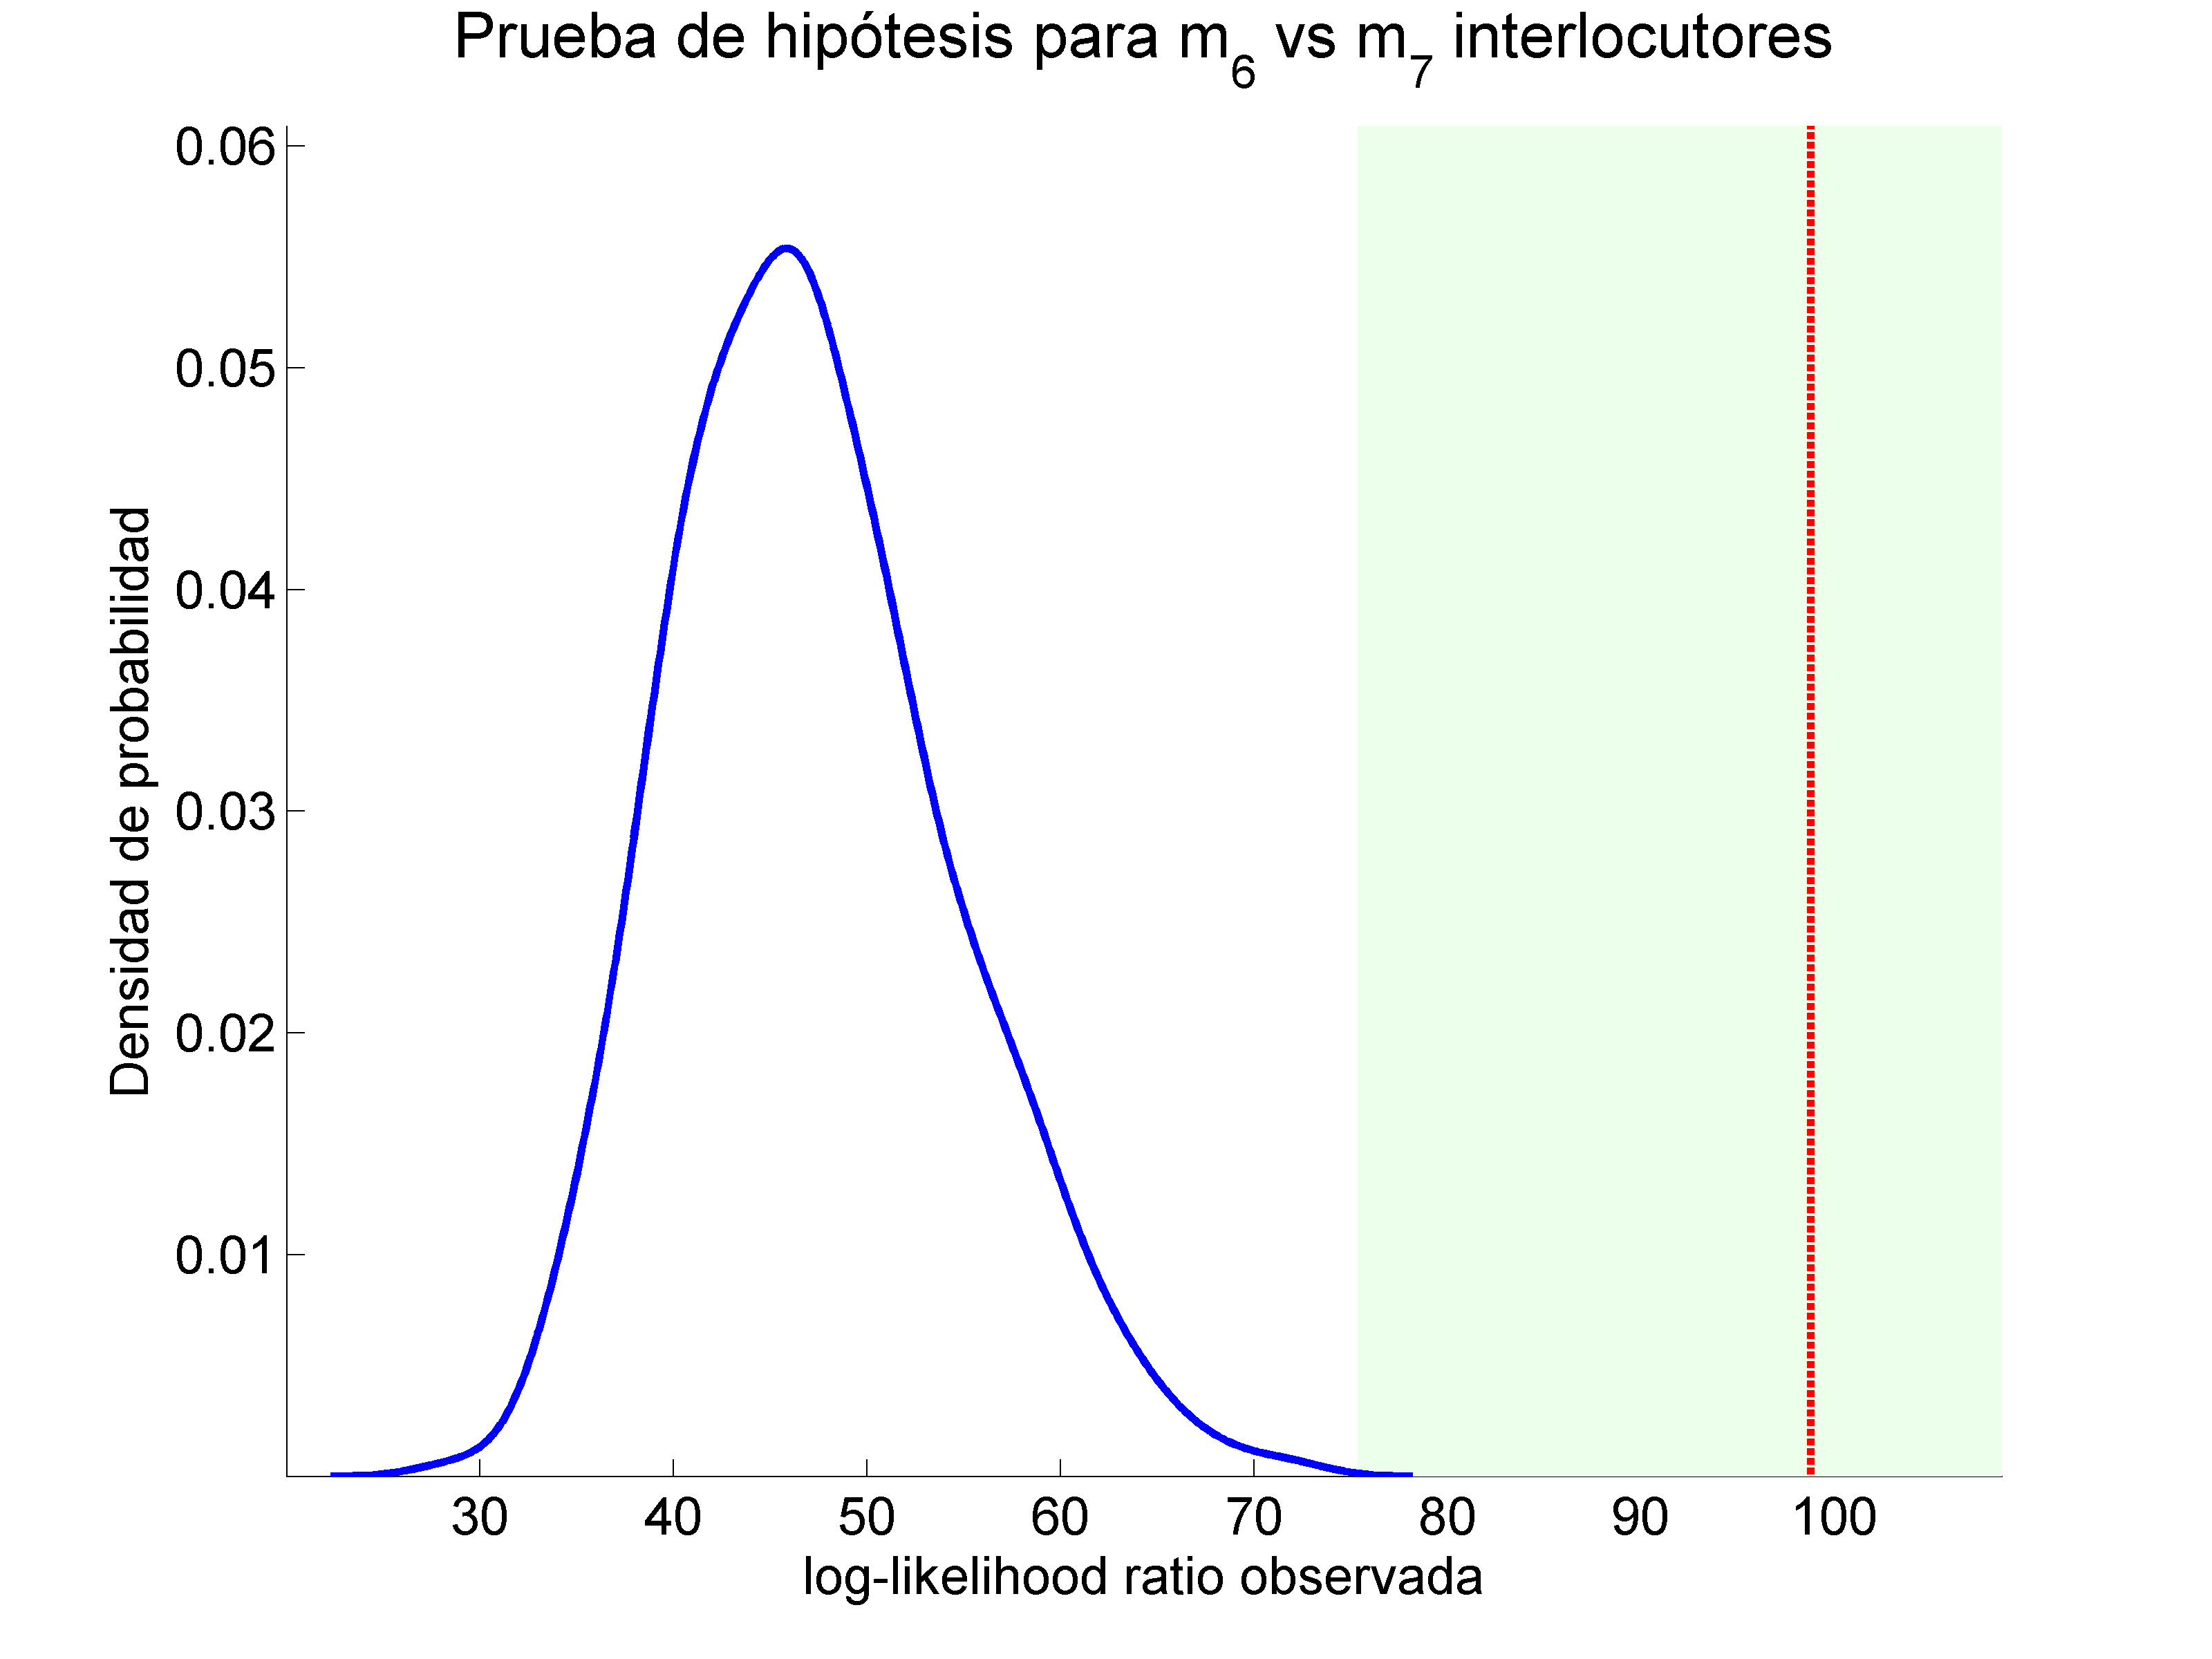 Prueba de hipótesis para m6 vs m7 interlocutores
0.06
0.05
0.04
0.03
0.02
0.01
Densidad de probabilidad
30 40 50 60 70 80 90 100
log-likelihood ratio observada